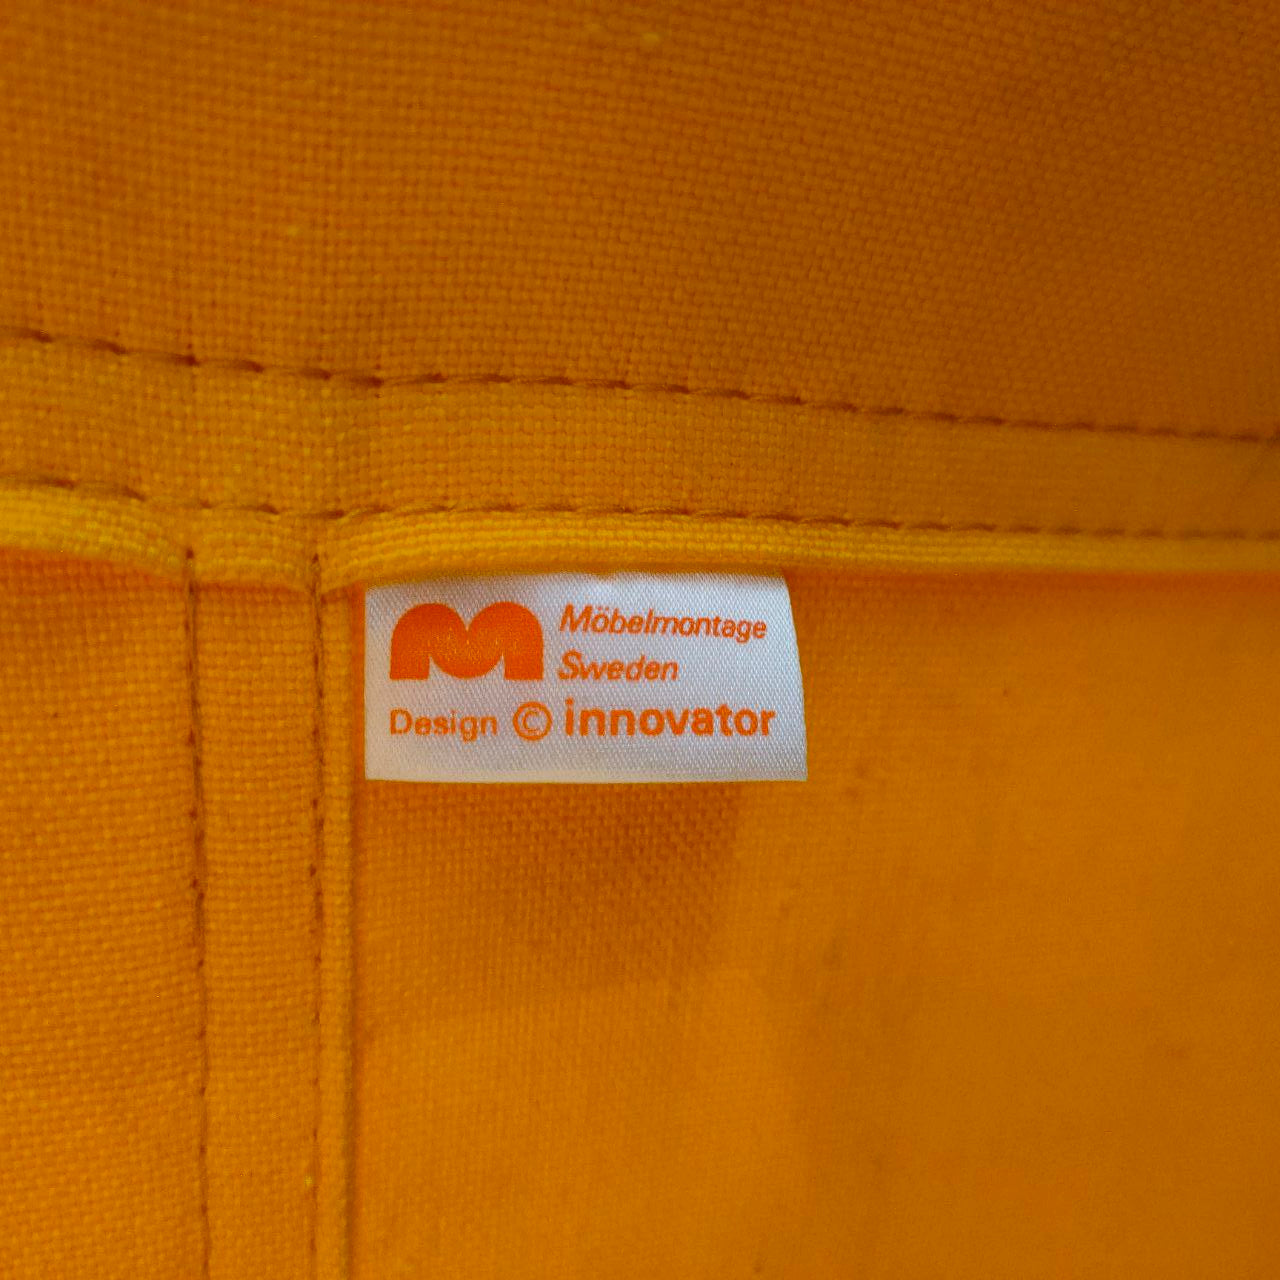 Möbelmontage
Sweden
Design © innovator